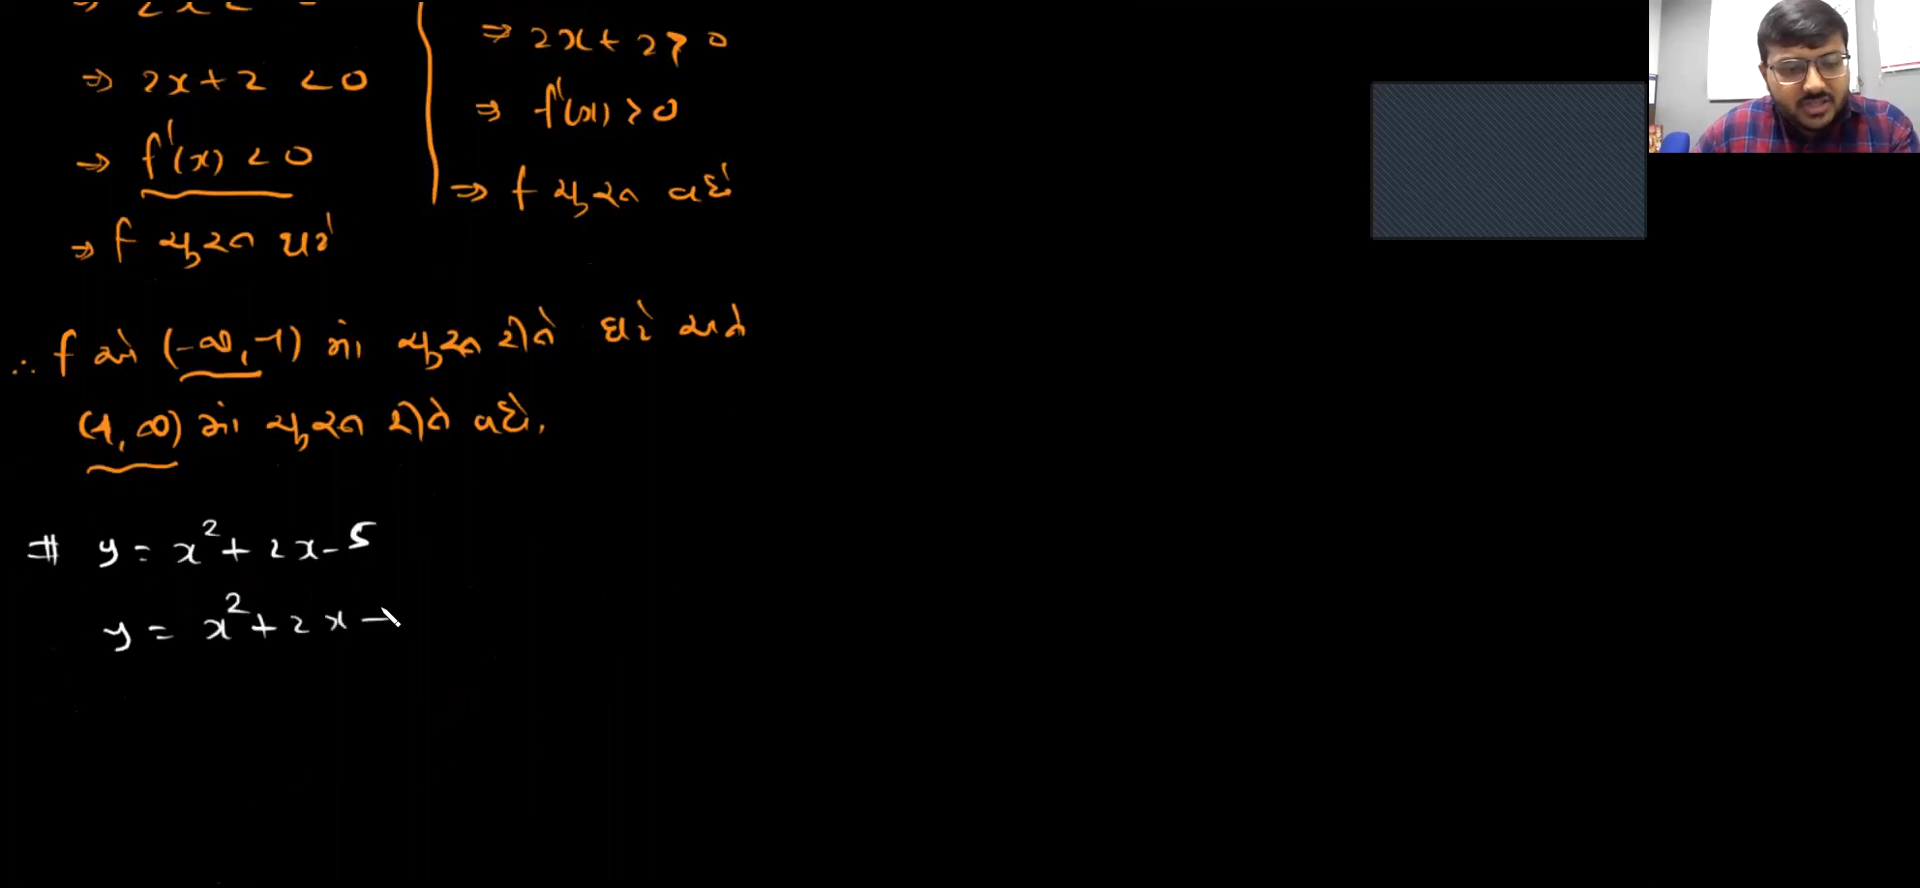 ⇒ 2x + 2 < 0
⇒ f'(x) < 0
⇒ f ચુસ્ત ઘટે
⇒ 2x + 2 > 0
⇒ f'(x) > 0
⇒ f ચુસ્ત વધે
∴ f એ (-∞, -1) માં ચુસ્ત રીતે ઘટે અને
(-1, ∞) માં ચુસ્ત રીતે વધે.
# y = x² + 2x - 5
y = x² + 2x -